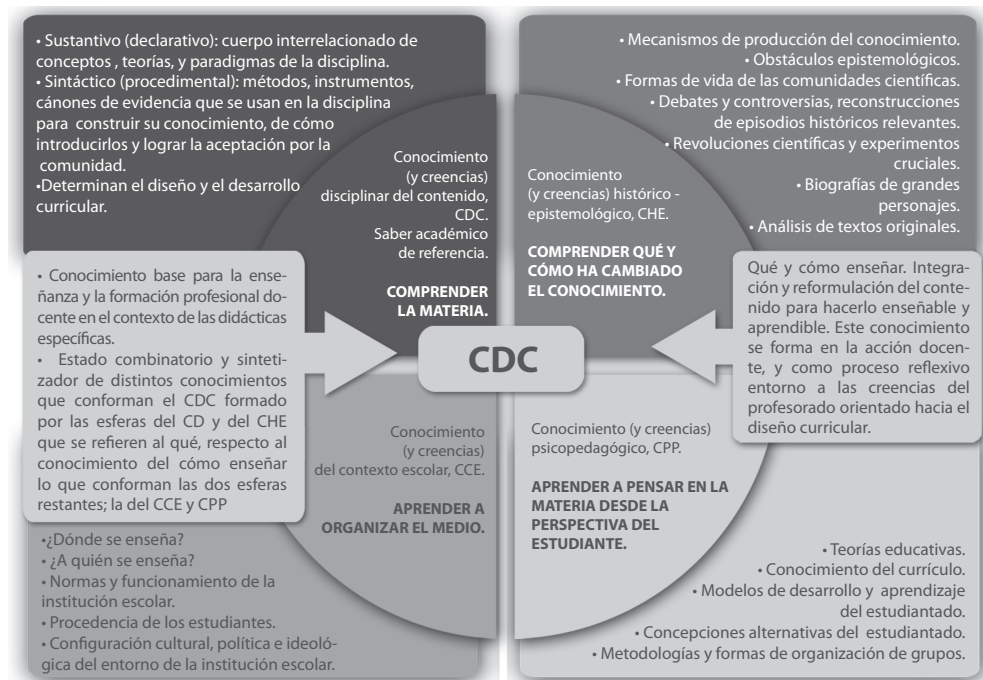 • Sustantivo (declarativo): cuerpo interrelacionado de
conceptos , teorías, y paradigmas de la disciplina.
• Sintáctico (procedimental): métodos, instrumentos,
cánones de evidencia que se usan en la disciplina
para construir su conocimiento, de cómo
introducirlos y lograr la aceptación por la
comunidad.
•Determinan el diseño y el desarrollo
curricular.
Conocimiento
(y creencias)
disciplinar del contenido,
CDC.
Saber académico
de referencia.
COMPRENDER
LA MATERIA.
• Mecanismos de producción del conocimiento.
• Obstáculos epistemológicos.
• Formas de vida de las comunidades científicas.
• Debates y controversias, reconstrucciones
de episodios históricos relevantes.
• Revoluciones científicas y experimentos
cruciales.
• Biografías de grandes
personajes.
• Análisis de textos originales.
Conocimiento
(y creencias) histórico -
epistemológico, CHE.
COMPRENDER QUÉ Y
CÓMO HA CAMBIADO
EL CONOCIMIENTO.
• Conocimiento base para la ense-
ñanza y la formación profesional do-
cente en el contexto de las didácticas
específicas.
• Estado combinatorio y sinteti-
zador de distintos conocimientos
que conforman el CDC formado
por las esferas del CD y del CHE
que se refieren al qué, respecto al
conocimiento del cómo enseñar
lo que conforman las dos esferas
restantes; la del CCE y CPP
CDC
Qué y cómo enseñar. Integra-
ción y reformulación del conte-
nido para hacerlo enseñable y
aprendible. Este conocimiento
se forma en la acción docen-
te, y como proceso reflexivo
entorno a las creencias del
profesorado orientado hacia el
diseño curricular.
Conocimiento
(y creencias)
del contexto escolar, CCE.
APRENDER A
ORGANIZAR EL MEDIO.
Conocimiento (y creencias)
psicopedagógico, CPP.
APRENDER A PENSAR EN LA
MATERIA DESDE LA
PERSPECTIVA DEL
ESTUDIANTE.
•¿Dónde se enseña?
• ¿A quién se enseña?
• Normas y funcionamiento de la
institución escolar.
• Procedencia de los estudiantes.
• Configuración cultural, política e ideoló-
gica del entorno de la institución escolar.
• Teorías educativas.
• Conocimiento del currículo.
• Modelos de desarrollo y aprendizaje
del estudiantado.
• Concepciones alternativas del estudiantado.
• Metodologías y formas de organización de grupos.